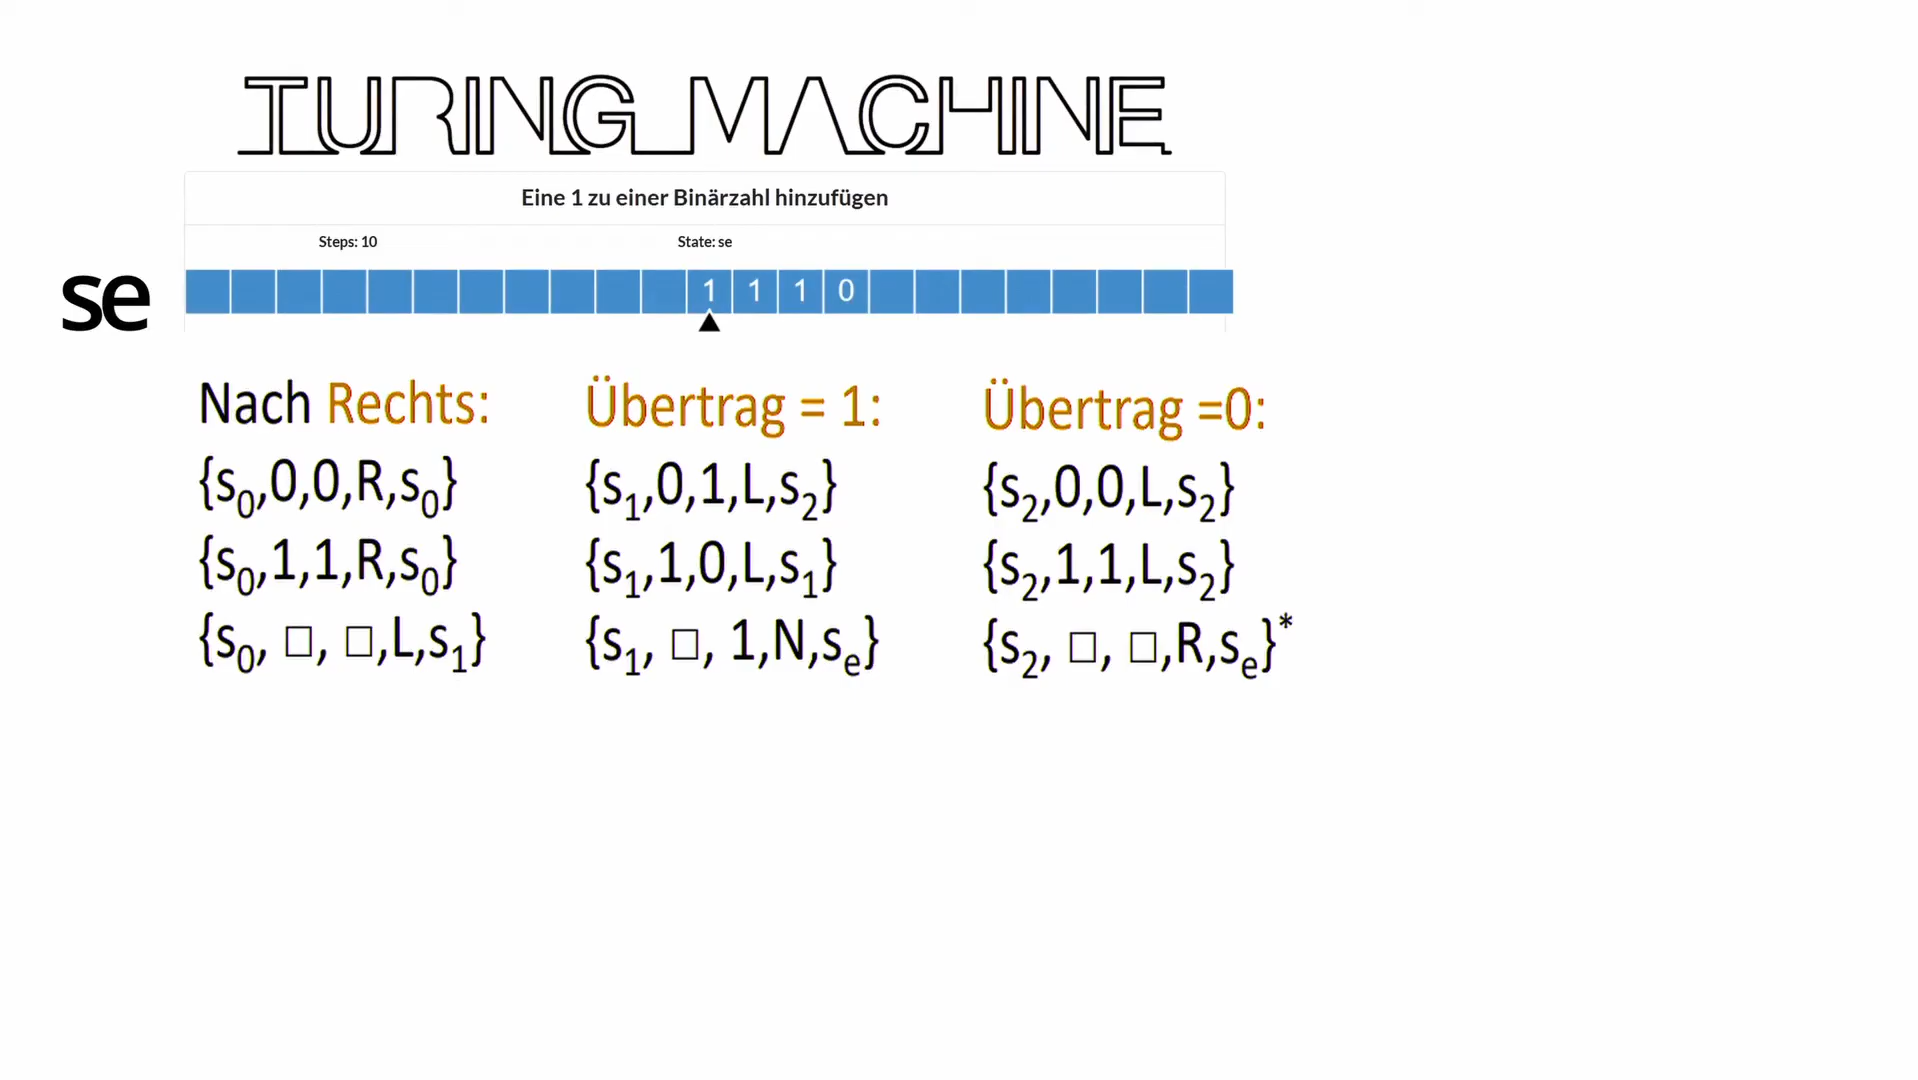 TURING MACHINE
Eine 1 zu einer Binärzahl hinzufügen
Steps: 10 State: se
se
1 1 1 0
Nach Rechts:
{s₀,0,0,R,s₀}
{s₀,1,1,R,s₀}
{s₀, □, □,L,s₁}
Übertrag = 1:
{s₁,0,1,L,s₂}
{s₁,1,0,L,s₁}
{s₁, □, 1,N,sₑ}
Übertrag =0:
{s₂,0,0,L,s₂}
{s₂,1,1,L,s₂}
{s₂, □, □,R,sₑ}*